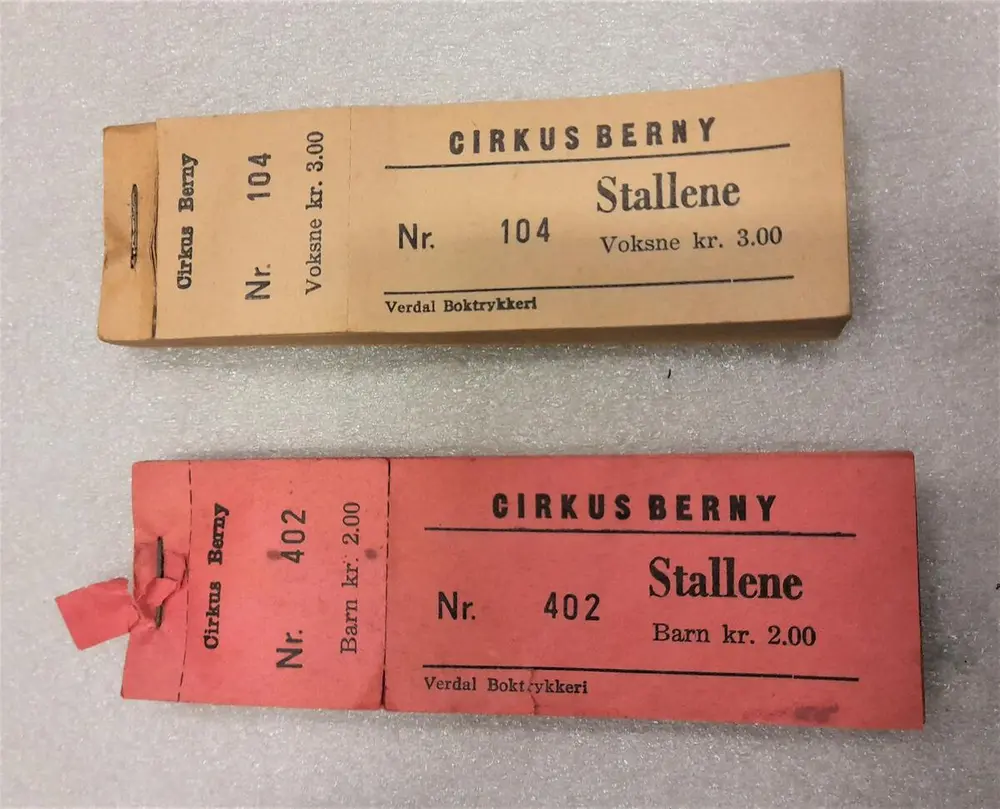 Cirkus Berny
Nr. 104
Voksne kr. 3.00
CIRKUS BERNY
Stallene
Nr. 104
Voksne kr. 3.00
Verdal Boktrykkeri
Cirkus Berny
Nr. 402
Barn kr. 2.00
CIRKUS BERNY
Stallene
Nr. 402
Barn kr. 2.00
Verdal Boktrykkeri